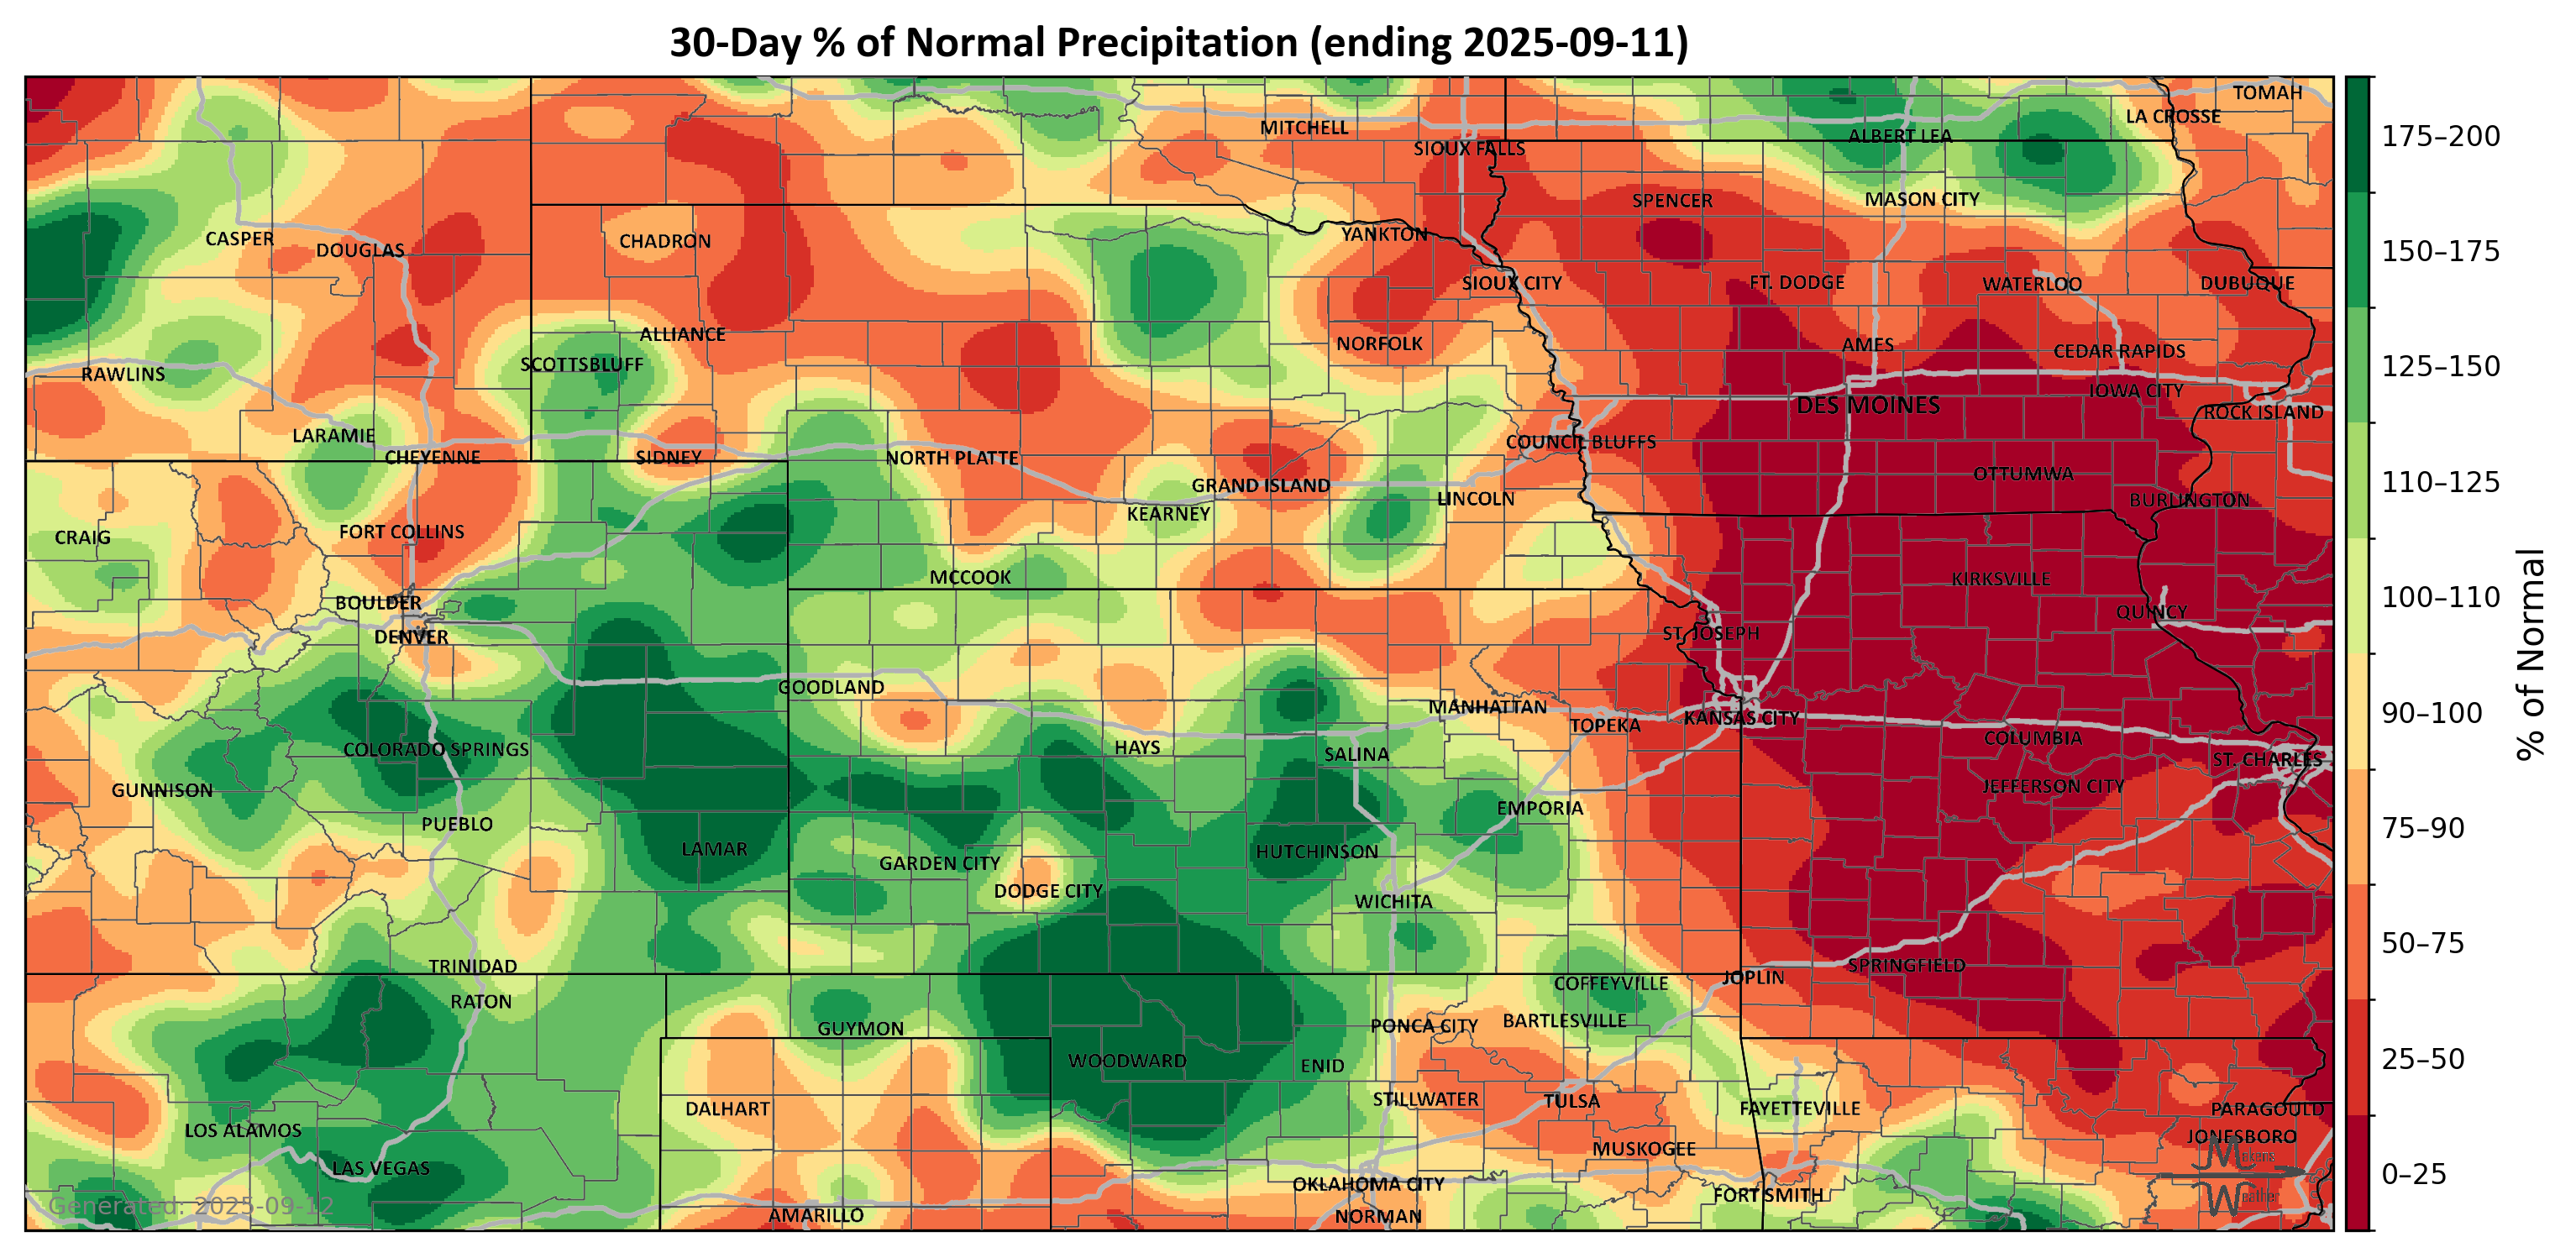 30-Day % of Normal Precipitation (ending 2025-09-11)
TOMAH
LA CROSSE
MITCHELL
ALBERT LEA
SIOUX FALLS
SPENCER
MASON CITY
YANKTON
CASPER
DOUGLAS
CHADRON
SIOUX CITY
FT. DODGE
WATERLOO
DUBUQUE
ALLIANCE
NORFOLK
AMES
CEDAR RAPIDS
SCOTTSBLUFF
RAWLINS
IOWA CITY
DES MOINES
ROCK ISLAND
LARAMIE
COUNCIL BLUFFS
CHEYENNE
SIDNEY
NORTH PLATTE
OTTUMWA
GRAND ISLAND
LINCOLN
BURLINGTON
KEARNEY
CRAIG
FORT COLLINS
MCCOOK
KIRKSVILLE
BOULDER
QUINCY
DENVER
ST. JOSEPH
GOODLAND
MANHATTAN
TOPEKA
KANSAS CITY
COLORADO SPRINGS
HAYS
SALINA
COLUMBIA
ST. CHARLES
GUNNISON
JEFFERSON CITY
EMPORIA
PUEBLO
LAMAR
GARDEN CITY
HUTCHINSON
DODGE CITY
WICHITA
TRINIDAD
SPRINGFIELD
JOPLIN
COFFEYVILLE
RATON
GUYMON
PONCA CITY
BARTLESVILLE
WOODWARD
ENID
DALHART
STILLWATER
TULSA
FAYETTEVILLE
PARAGOULD
LOS ALAMOS
JONESBORO
MUSKOGEE
LAS VEGAS
OKLAHOMA CITY
FORT SMITH
AMARILLO
NORMAN
Generated: 2025-09-12
175–200
150–175
125–150
110–125
100–110
90–100
75–90
50–75
25–50
0–25
% of Normal